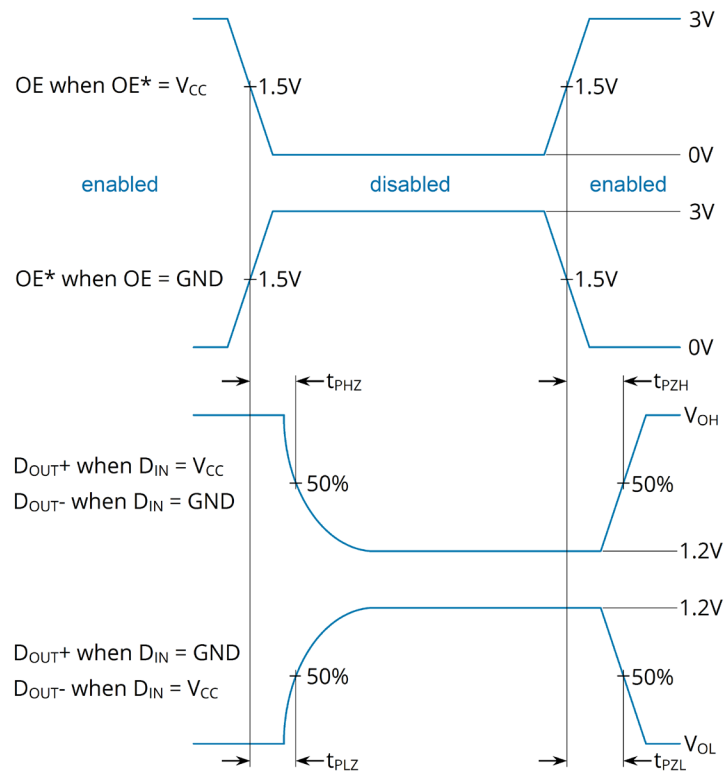 3V
OE when OE* = VCC
1.5V
1.5V
0V
enabled
disabled
enabled
3V
OE* when OE = GND
1.5V
1.5V
0V
tPHZ
tPZH
VOH
DOUT+ when DIN = VCC
DOUT- when DIN = GND
50%
50%
1.2V
1.2V
DOUT+ when DIN = GND
DOUT- when DIN = VCC
50%
50%
VOL
tPLZ
tPZL